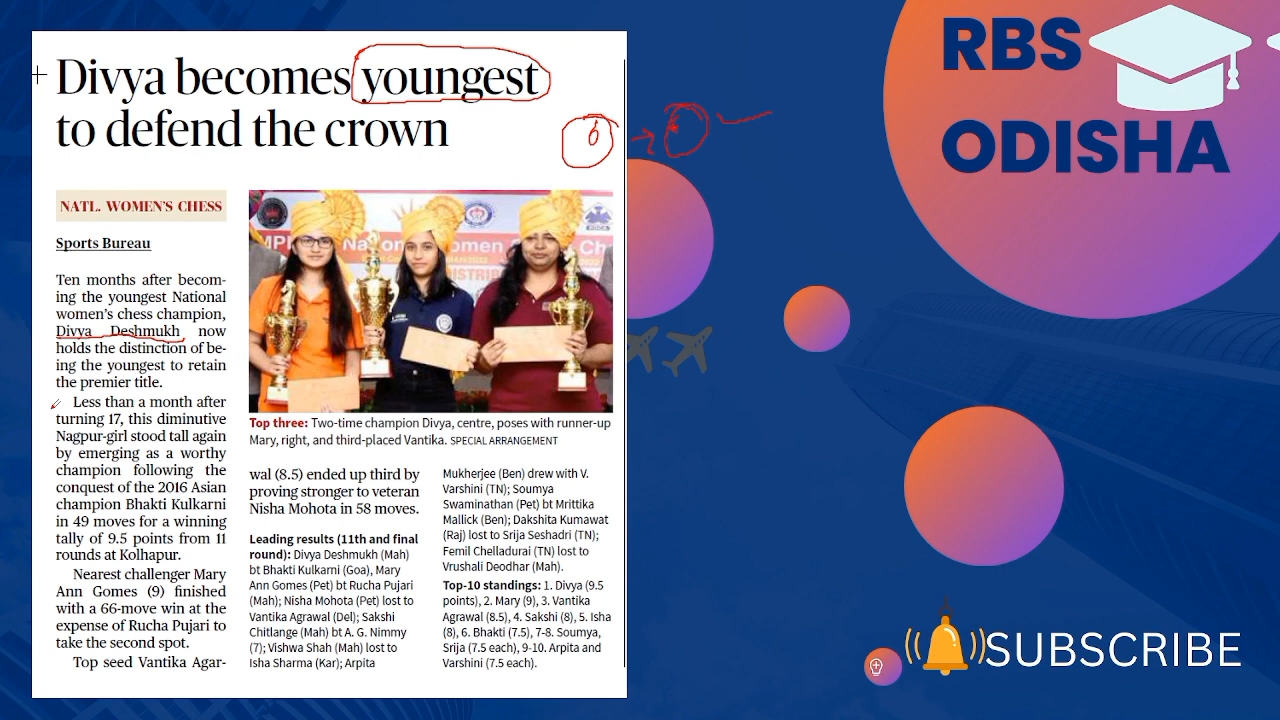 Divya becomes youngest
to defend the crown
NATL. WOMEN'S CHESS
Sports Bureau
Ten months after becom-
ing the youngest National
women's chess champion,
Divya Deshmukh now
holds the distinction of be-
ing the youngest to retain
the premier title.
Less than a month after
turning 17, this diminutive
Nagpur-girl stood tall again
by emerging as a worthy
champion following the
conquest of the 2016 Asian
champion Bhakti Kulkarni
in 49 moves for a winning
tally of 9.5 points from 11
rounds at Kolhapur.
Nearest challenger Mary
Ann Gomes (9) finished
with a 66-move win at the
expense of Rucha Pujari to
take the second spot.
Top seed Vantika Agar-
Top three: Two-time champion Divya, centre, poses with runner-up
Mary, right, and third-placed Vantika. SPECIAL ARRANGEMENT
wal (8.5) ended up third by
proving stronger to veteran
Nisha Mohota in 58 moves.
Leading results (11th and final
round): Divya Deshmukh (Mah)
bt Bhakti Kulkarni (Goa), Mary
Ann Gomes (Pet) bt Rucha Pujari
(Mah); Nisha Mohota (Pet) lost to
Vantika Agrawal (Del); Sakshi
Chitlange (Mah) bt A. G. Nimmy
(7); Vishwa Shah (Mah) lost to
Isha Sharma (Kar); Arpita
Mukherjee (Ben) drew with V.
Varshini (TN); Soumya
Swaminathan (Pet) bt Mrittika
Mallick (Ben); Dakshita Kumawat
(Raj) lost to Srija Seshadri (TN);
Femil Chelladurai (TN) lost to
Vrushali Deodhar (Mah).
Top-10 standings: 1. Divya (9.5
points), 2. Mary (9), 3. Vantika
Agrawal (8.5), 4. Sakshi (8), 5. Isha
(8), 6. Bhakti (7.5), 7-8. Soumya,
Srija (7.5 each), 9-10. Arpita and
Varshini (7.5 each).
RBS
ODISHA
SUBSCRIBE